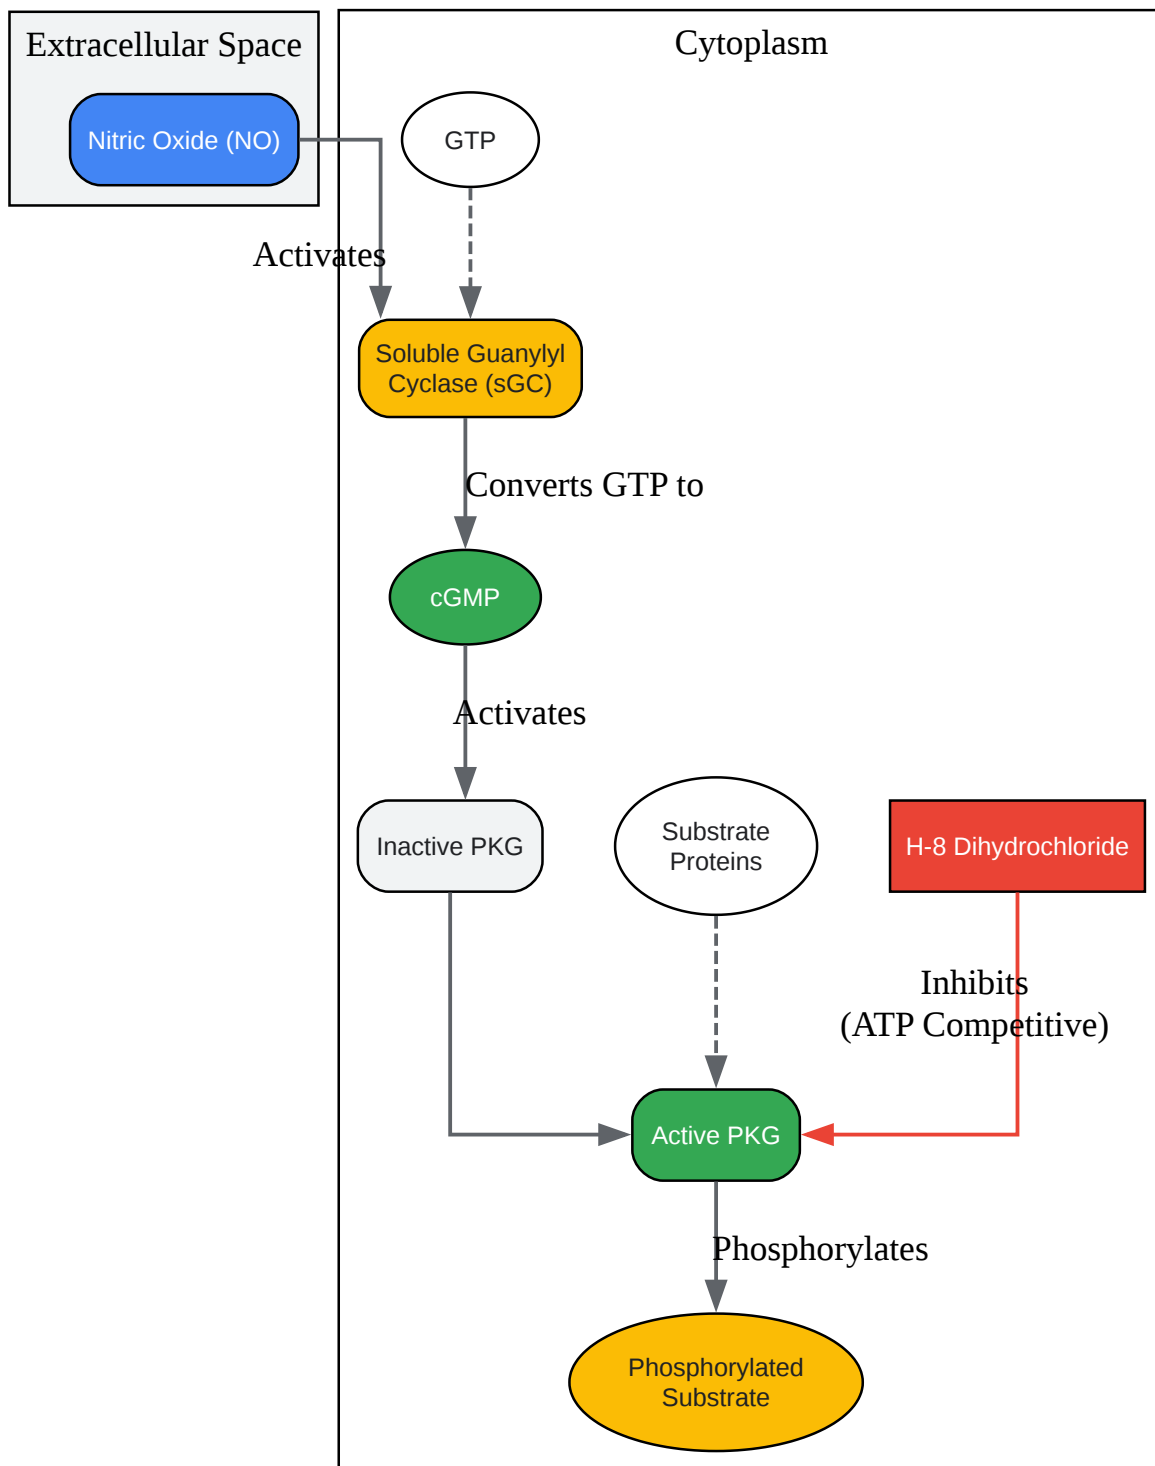 Extracellular Space
Cytoplasm
Nitric Oxide (NO)
GTP
Activates
Soluble Guanylyl
Cyclase (sGC)
Converts GTP to
cGMP
Activates
Inactive PKG
Substrate
Proteins
H-8 Dihydrochloride
Inhibits
(ATP Competitive)
Active PKG
Phosphorylates
Phosphorylated
Substrate